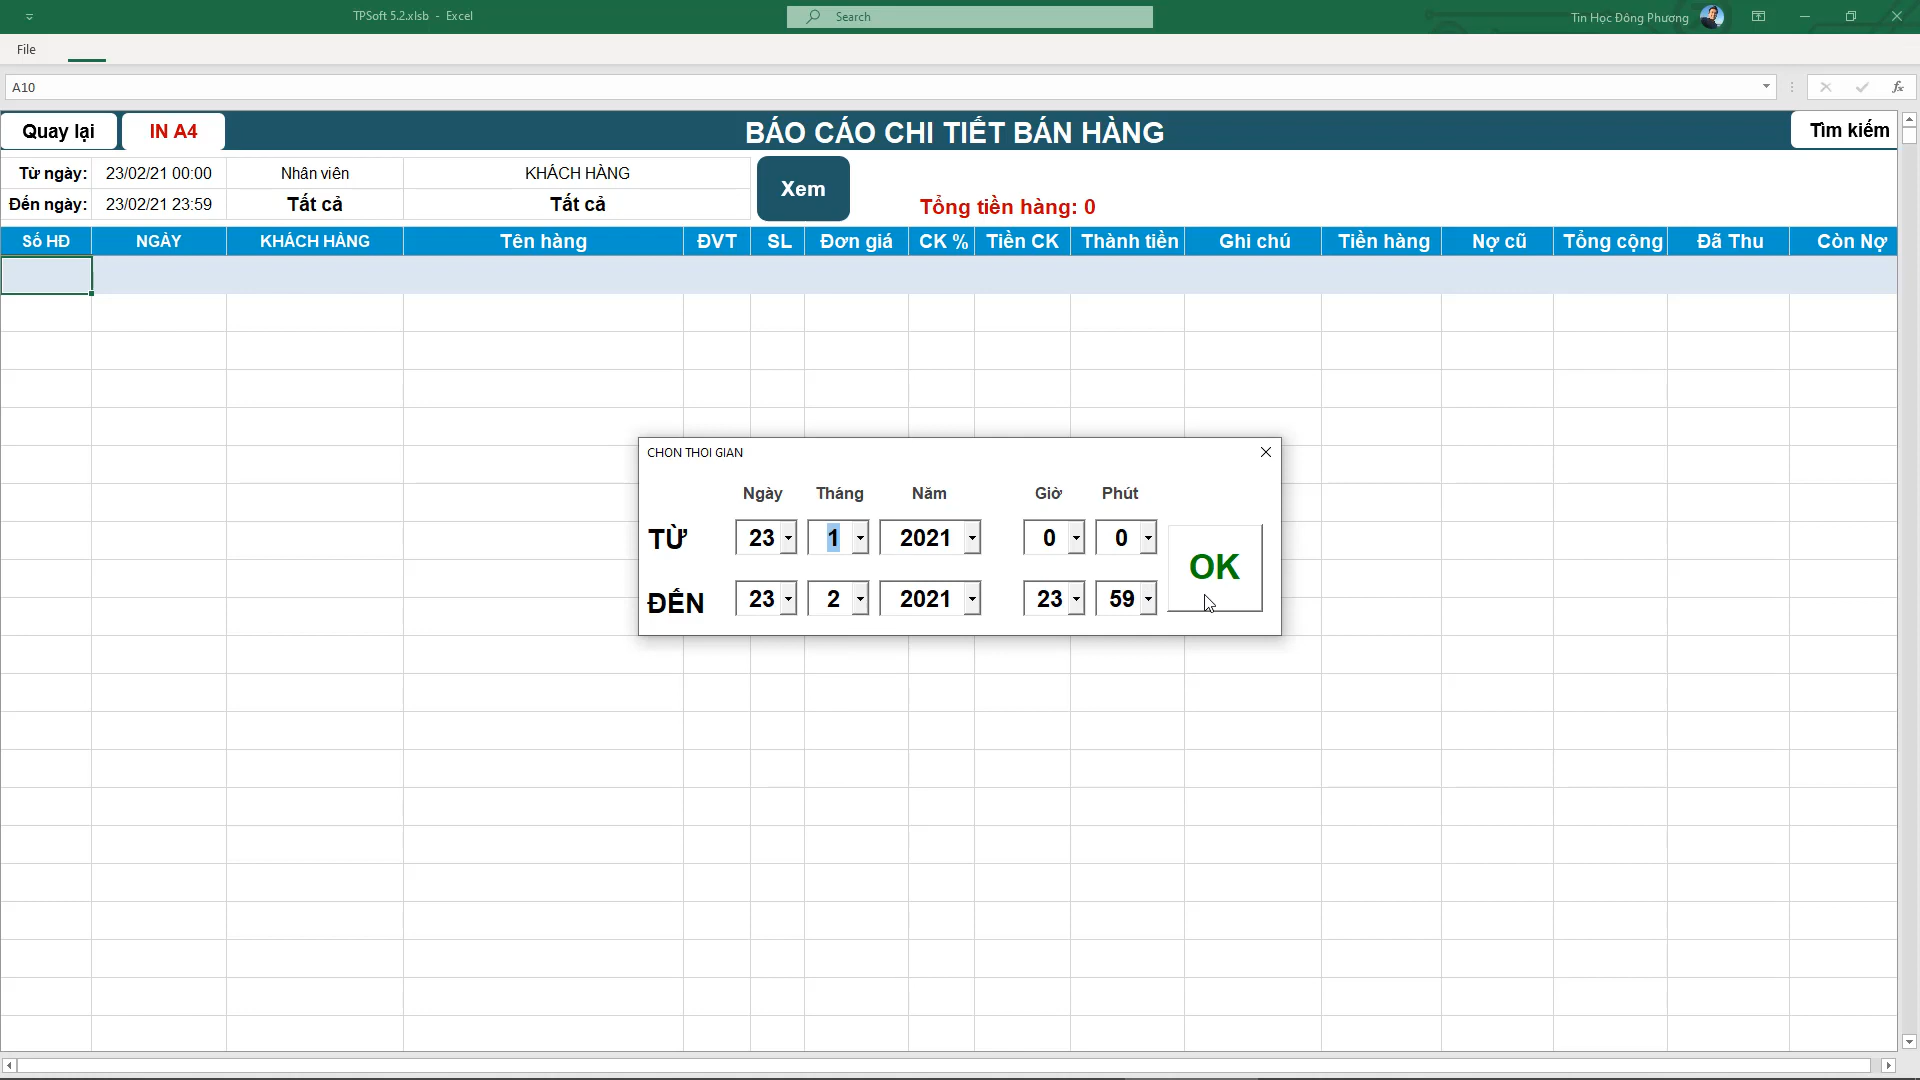 TPSoft 5.2.xlsb - Excel
Search
Tin Học Đông Phương
File
A10
fx
Quay lại
IN A4
BÁO CÁO CHI TIẾT BÁN HÀNG
Tìm kiếm
Từ ngày: 23/02/21 00:00 Nhân viên KHÁCH HÀNG
Đến ngày: 23/02/21 23:59 Tất cả Tất cả
Xem
Tổng tiền hàng: 0
Số HĐ NGÀY KHÁCH HÀNG Tên hàng ĐVT SL Đơn giá CK % Tiền CK Thành tiền Ghi chú Tiền hàng Nợ cũ Tổng cộng Đã Thu Còn Nợ
CHON THOI GIAN
Ngày Tháng Năm Giờ Phút
TỪ 23 1 2021 0 0
OK
ĐẾN 23 2 2021 23 59